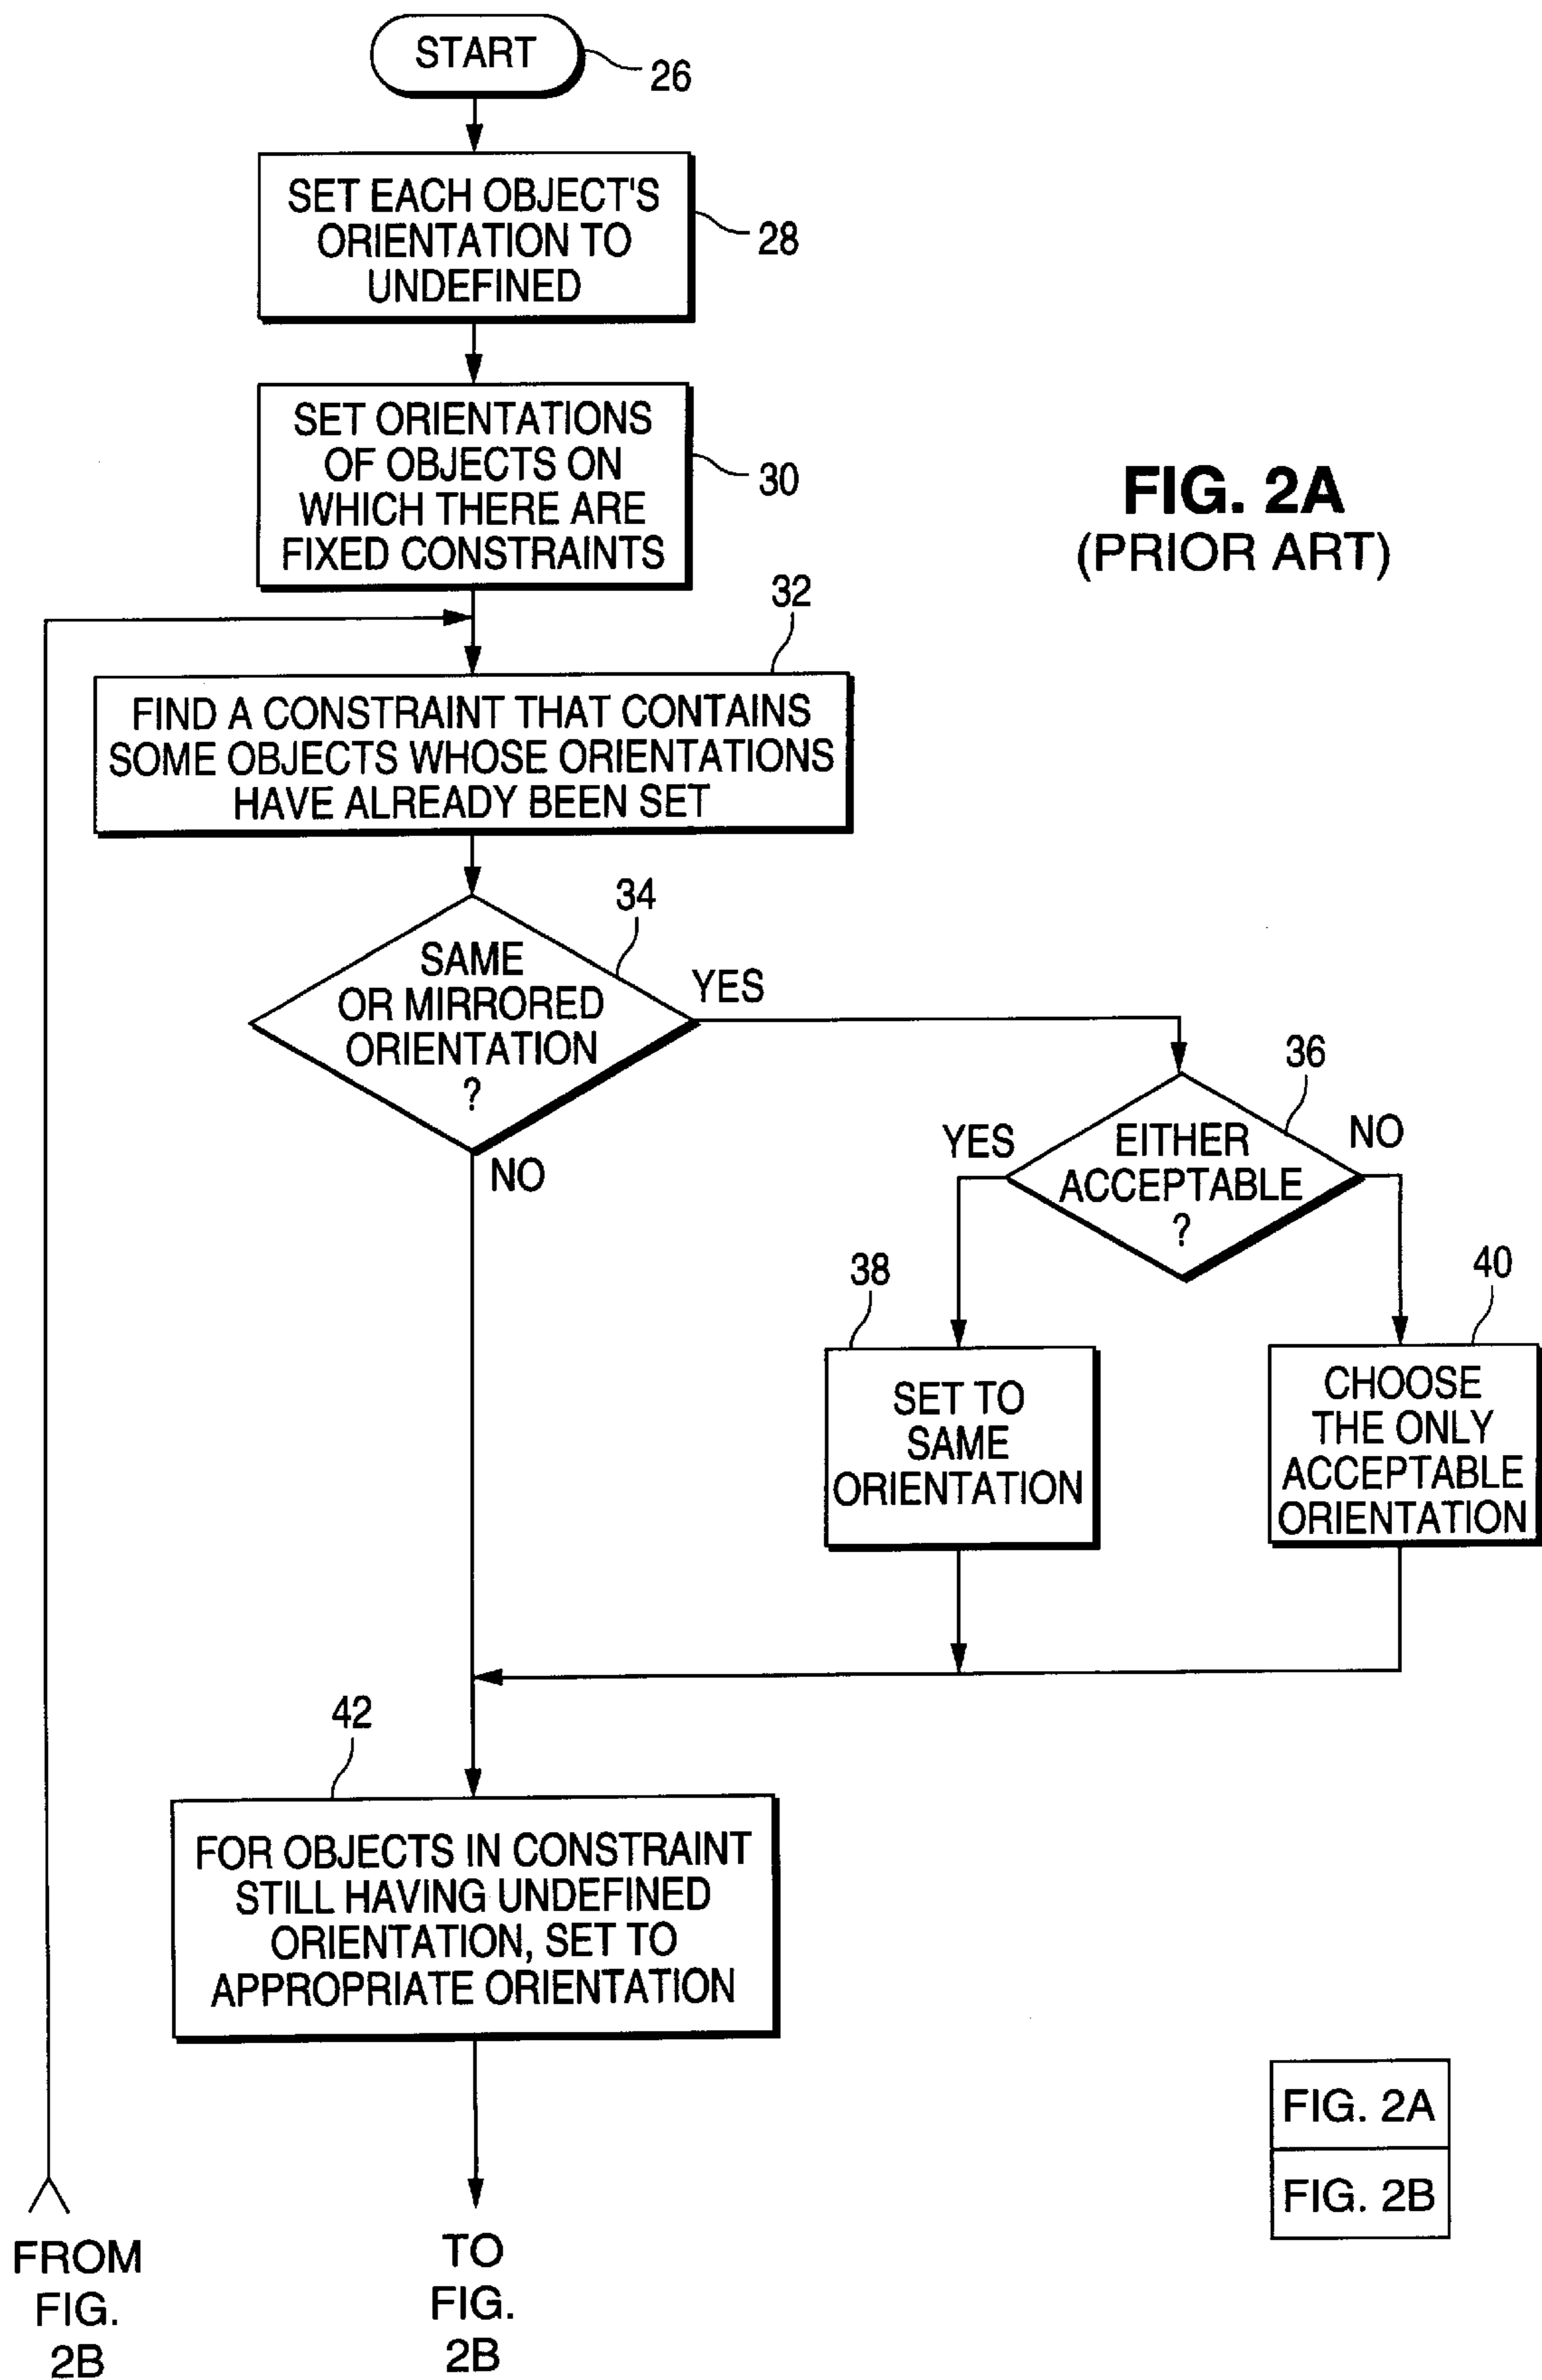 START
26
SET EACH OBJECT'S
ORIENTATION TO
UNDEFINED
28
SET ORIENTATIONS
OF OBJECTS ON
WHICH THERE ARE
FIXED CONSTRAINTS
30
FIG. 2A
(PRIOR ART)
32
FIND A CONSTRAINT THAT CONTAINS
SOME OBJECTS WHOSE ORIENTATIONS
HAVE ALREADY BEEN SET
34
SAME
OR MIRRORED
ORIENTATION
?
YES
NO
36
EITHER
ACCEPTABLE
?
YES
NO
38
SET TO
SAME
ORIENTATION
40
CHOOSE
THE ONLY
ACCEPTABLE
ORIENTATION
42
FOR OBJECTS IN CONSTRAINT
STILL HAVING UNDEFINED
ORIENTATION, SET TO
APPROPRIATE ORIENTATION
FROM
FIG.
2B
TO
FIG.
2B
FIG. 2A
FIG. 2B